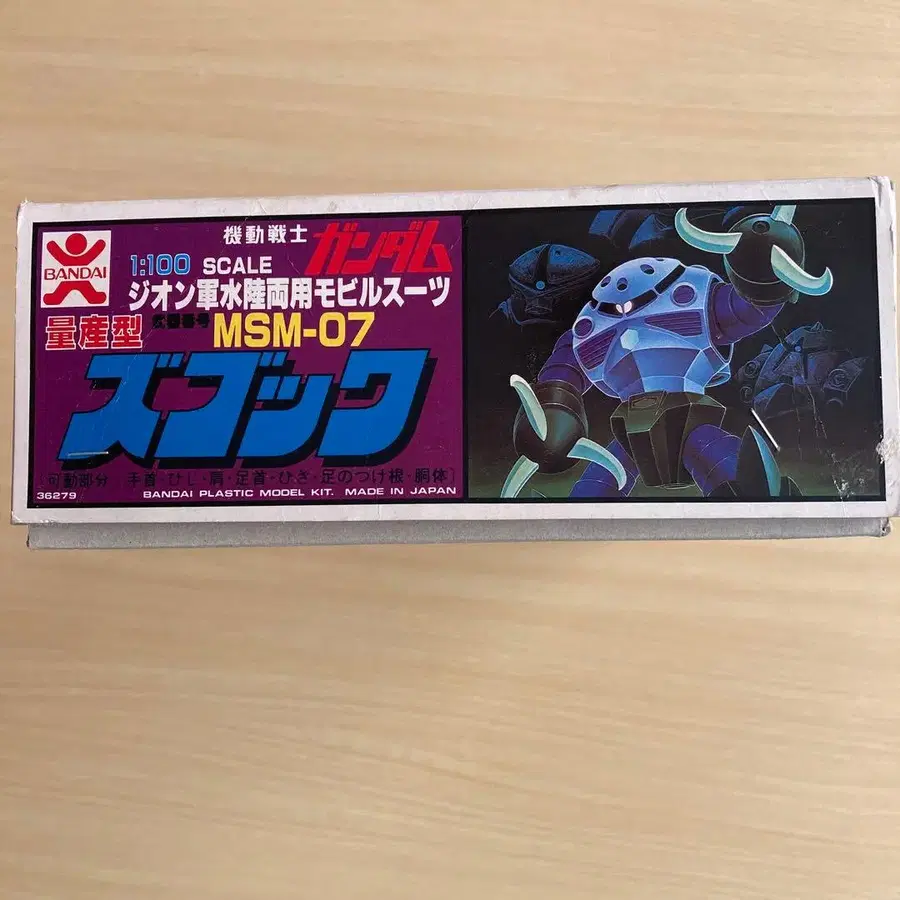 機動戦士 ガンダム
BANDAI
1:100 SCALE
ジオン軍水陸両用モビルスーツ
量産型 型式番号 MSM-07
ズゴック
[可動部分 手首・ひじ・肩・足首・ひざ・足のつけ根・胴体]
36279
BANDAI PLASTIC MODEL KIT. MADE IN JAPAN